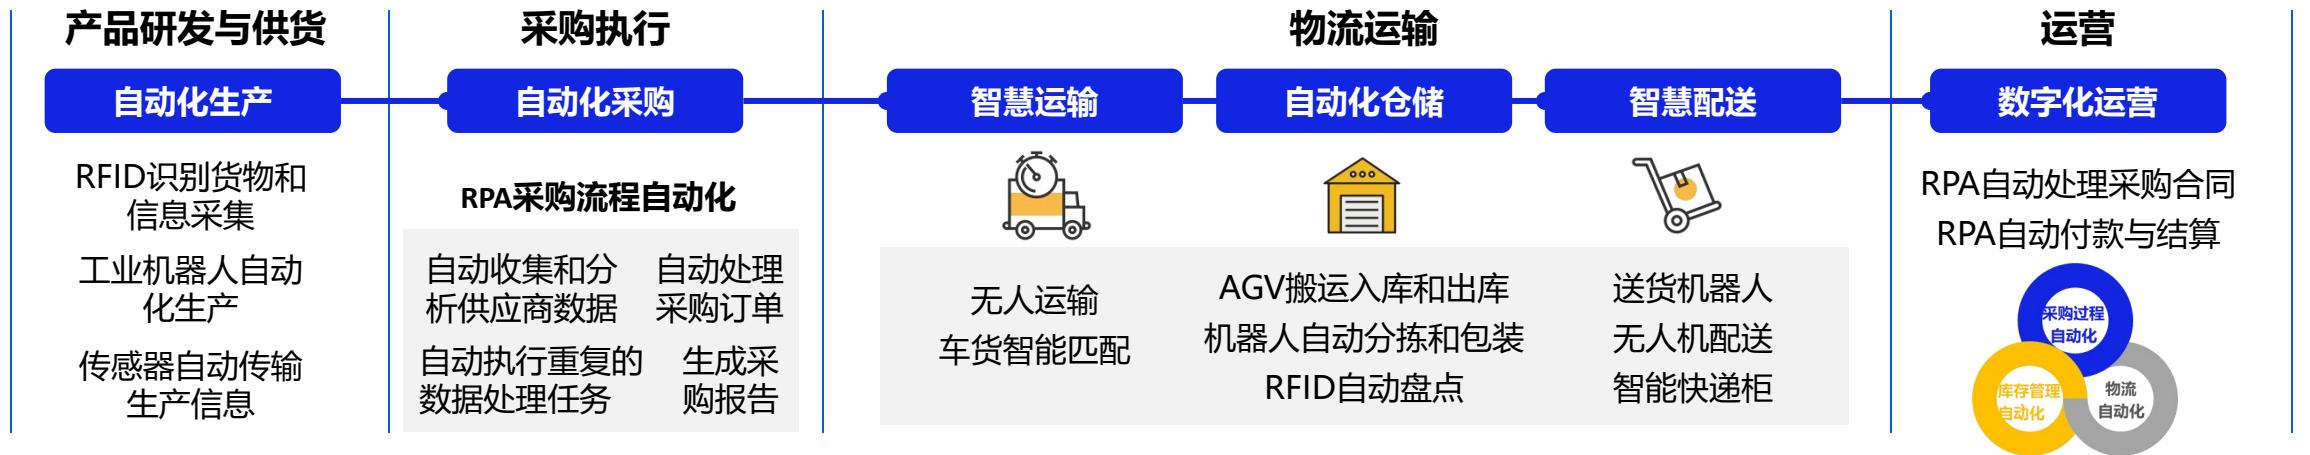 产品研发与供货
自动化生产
RFID识别货物和
信息采集
工业机器人自动
化生产
传感器自动传输
生产信息
采购执行
自动化采购
RPA采购流程自动化
自动收集和分
析供应商数据
自动处理
采购订单
自动执行重复的
数据处理任务
生成采
购报告
物流运输
智慧运输
无人运输
车货智能匹配
自动化仓储
AGV搬运入库和出库
机器人自动分拣和包装
RFID自动盘点
智慧配送
送货机器人
无人机配送
智能快递柜
运营
数字化运营
RPA自动处理采购合同
RPA自动付款与结算
采购过程
自动化
库存管理
自动化
物流
自动化